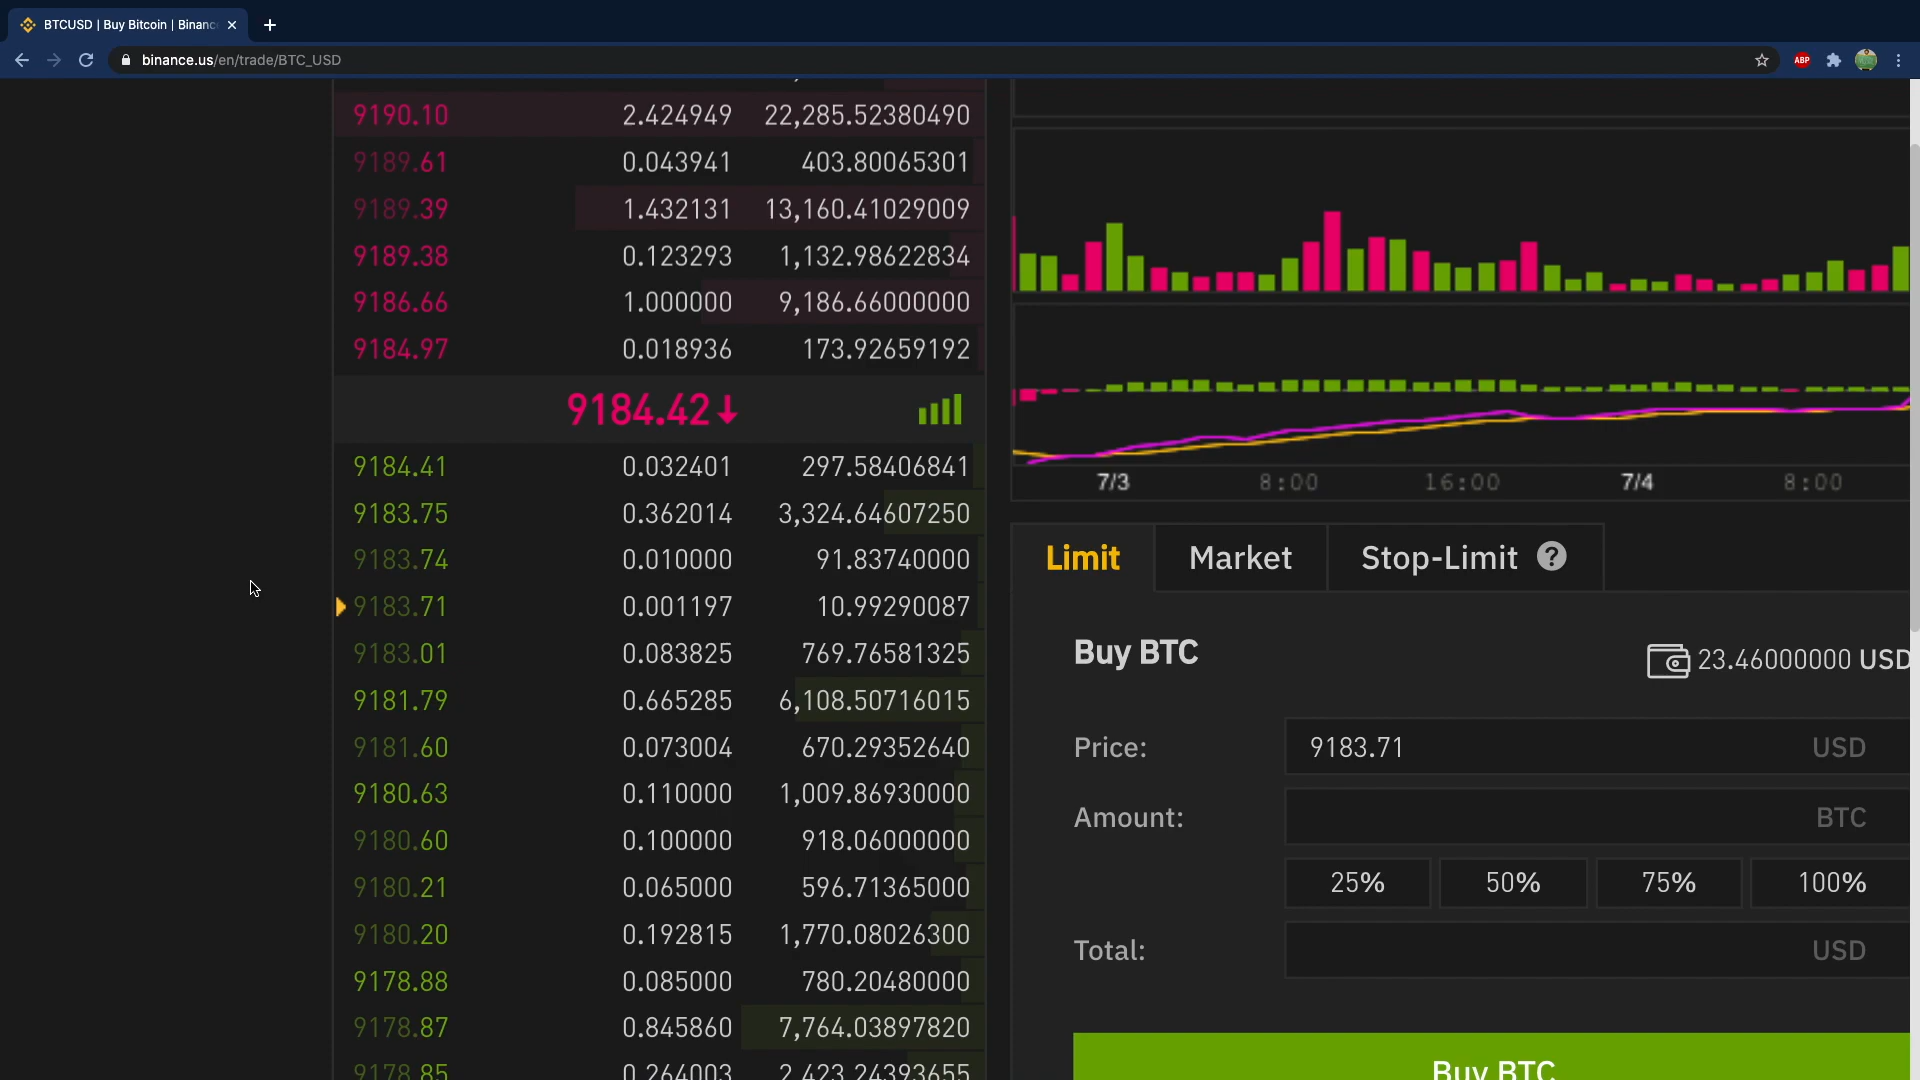 BTCUSD | Buy Bitcoin | Binanc
binance.us/en/trade/BTC_USD
ABP
9190.10 2.424949 22,285.52380490
9189.61 0.043941 403.80065301
9189.39 1.432131 13,160.41029009
9189.38 0.123293 1,132.98622834
9186.66 1.000000 9,186.66000000
9184.97 0.018936 173.92659192
9184.42↓
9184.41 0.032401 297.58406841
9183.75 0.362014 3,324.64607250
9183.74 0.010000 91.83740000
9183.71 0.001197 10.99290087
9183.01 0.083825 769.76581325
9181.79 0.665285 6,108.50716015
9181.60 0.073004 670.29352640
9180.63 0.110000 1,009.86930000
9180.60 0.100000 918.06000000
9180.21 0.065000 596.71365000
9180.20 0.192815 1,770.08026300
9178.88 0.085000 780.20480000
9178.87 0.845860 7,764.03897820
9178.85 0.264003 2,423.24393655
7/3 8:00 16:00 7/4 8:00
Limit Market Stop-Limit ?
Buy BTC 23.46000000 USD
Price: 9183.71 USD
Amount: BTC
25% 50% 75% 100%
Total: USD
Buy BTC